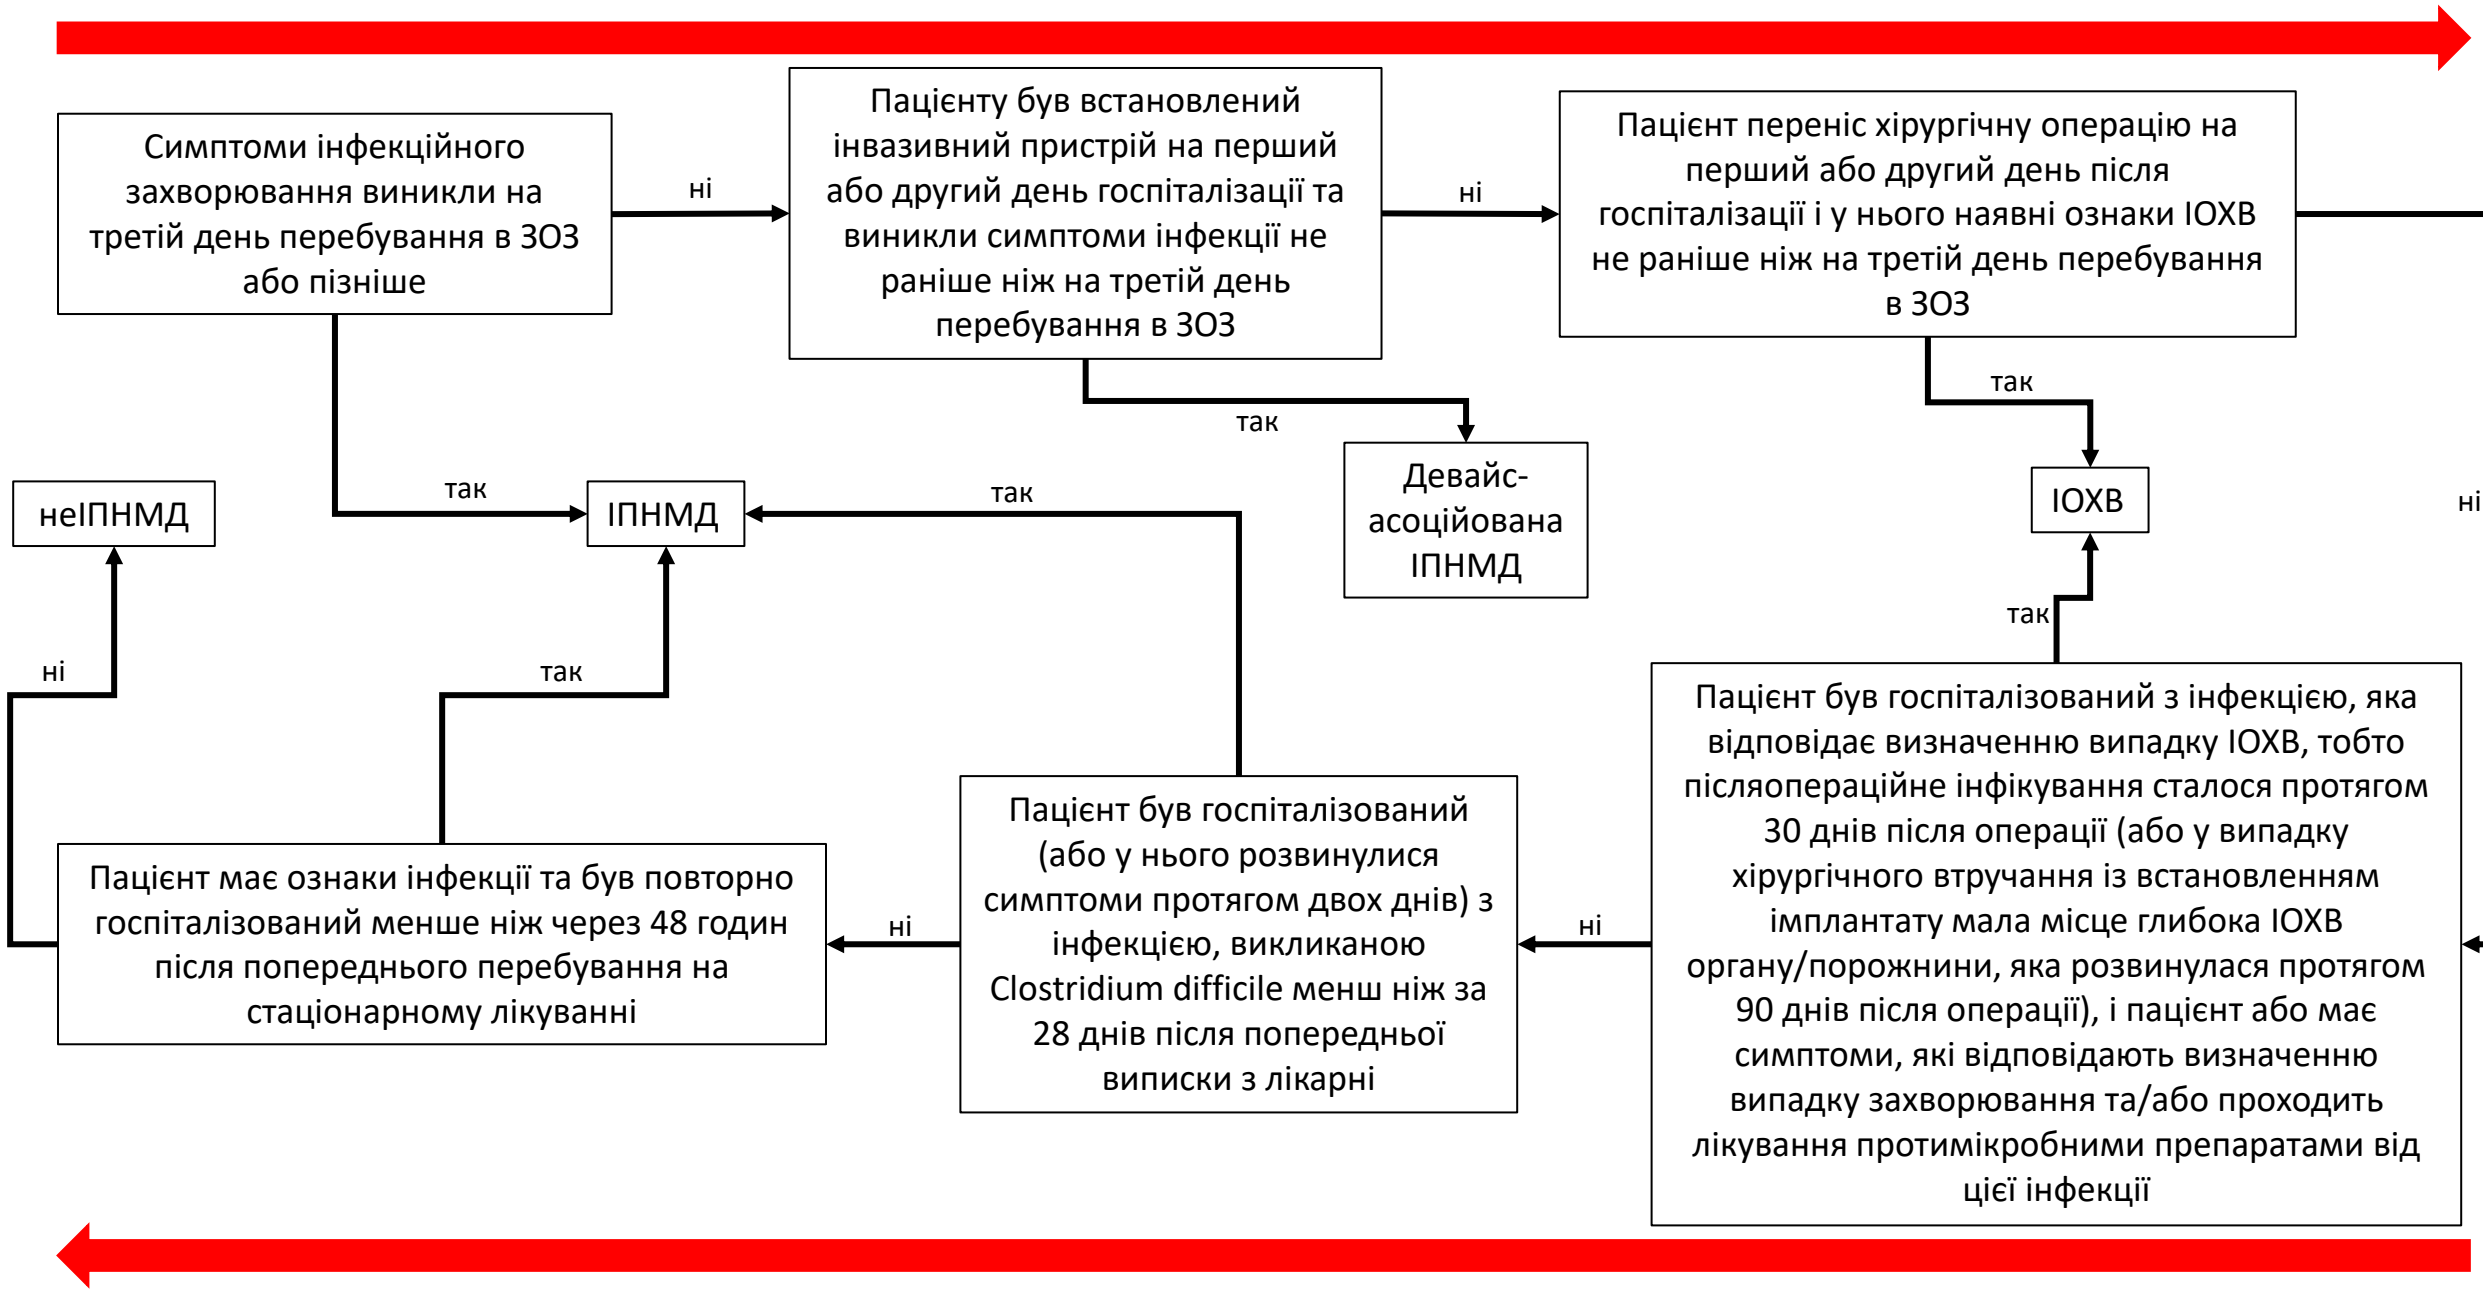 Симптоми інфекційного
захворювання виникли на
третій день перебування в ЗОЗ
або пізніше
ні
Пацієнту був встановлений
інвазивний пристрій на перший
або другий день госпіталізації та
виникли симптоми інфекції не
раніше ніж на третій день
перебування в ЗОЗ
ні
Пацієнт переніс хірургічну операцію на
перший або другий день після
госпіталізації і у нього наявні ознаки ІОХВ
не раніше ніж на третій день перебування
в ЗОЗ
так
так
неІПНМД
так
ІПНМД
так
Девайс-
асоційована
ІПНМД
ІОХВ
ні
ні
так
так
Пацієнт був госпіталізований з інфекцією, яка
відповідає визначенню випадку ІОХВ, тобто
післяопераційне інфікування сталося протягом
30 днів після операції (або у випадку
хірургічного втручання із встановленням
імплантату мала місце глибока ІОХВ
органу/порожнини, яка розвинулася протягом
90 днів після операції), і пацієнт або має
симптоми, які відповідають визначенню
випадку захворювання та/або проходить
лікування протимікробними препаратами від
цієї інфекції
ні
Пацієнт був госпіталізований
(або у нього розвинулися
симптоми протягом двох днів) з
інфекцією, викликаною
Clostridium difficile менш ніж за
28 днів після попередньої
виписки з лікарні
ні
Пацієнт має ознаки інфекції та був повторно
госпіталізований менше ніж через 48 годин
після попереднього перебування на
стаціонарному лікуванні